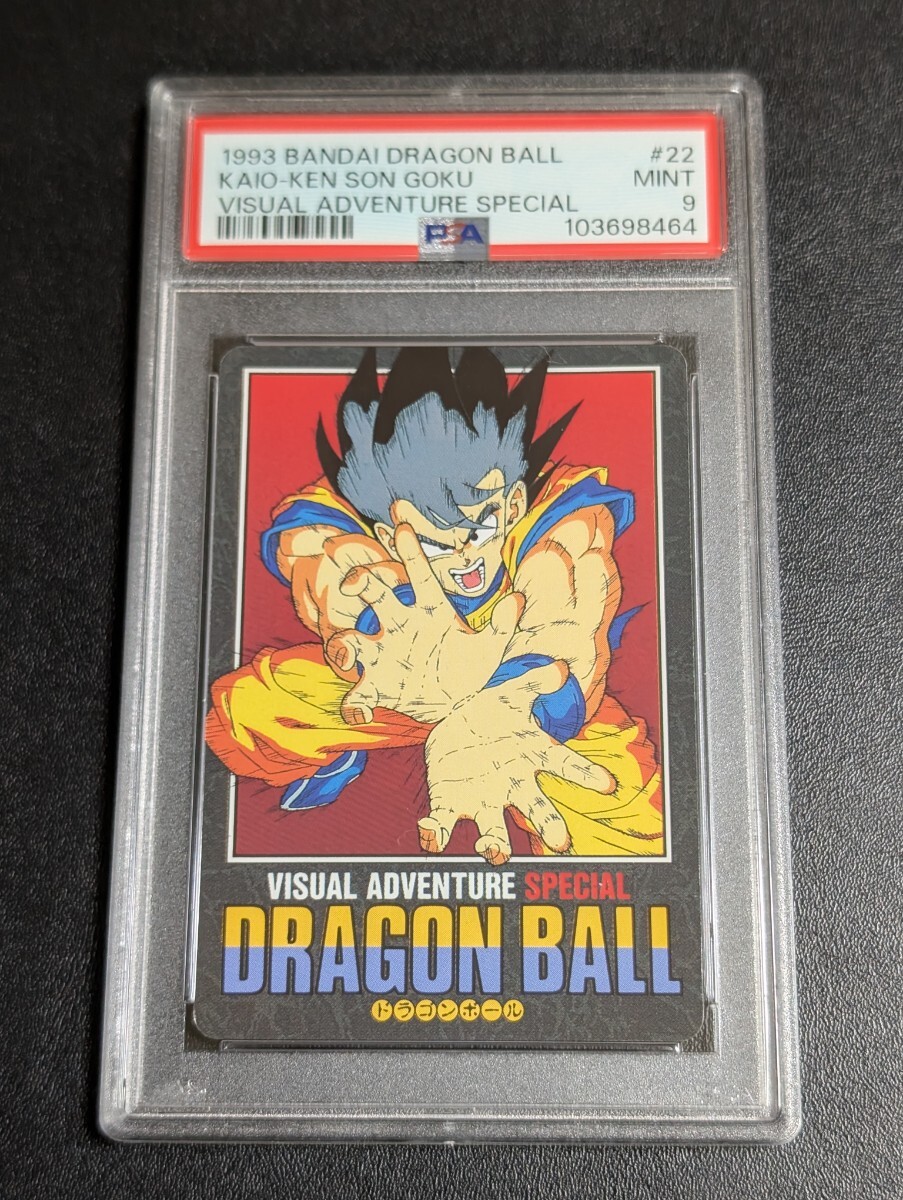 1993 BANDAI DRAGON BALL #22
KAIO-KEN SON GOKU MINT
VISUAL ADVENTURE SPECIAL 9
PSA 103698464
VISUAL ADVENTURE SPECIAL
DRAGON BALL
ドラゴンボール